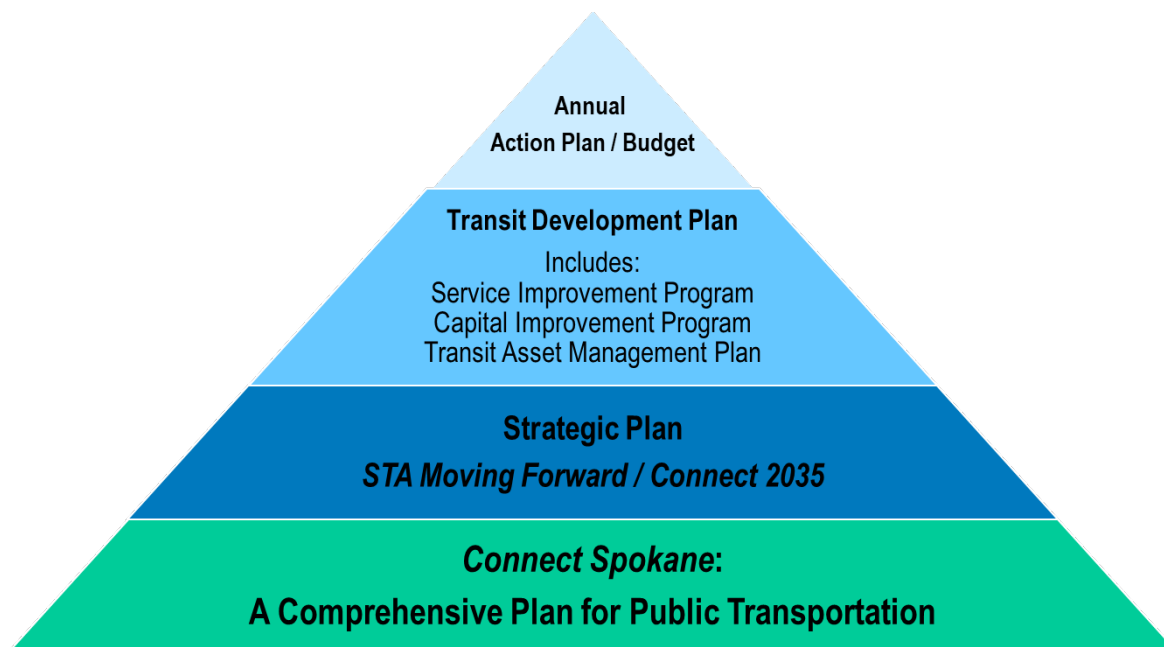 Annual
Action Plan / Budget
Transit Development Plan
Includes:
Service Improvement Program
Capital Improvement Program
Transit Asset Management Plan
Strategic Plan
STA Moving Forward / Connect 2035
Connect Spokane:
A Comprehensive Plan for Public Transportation